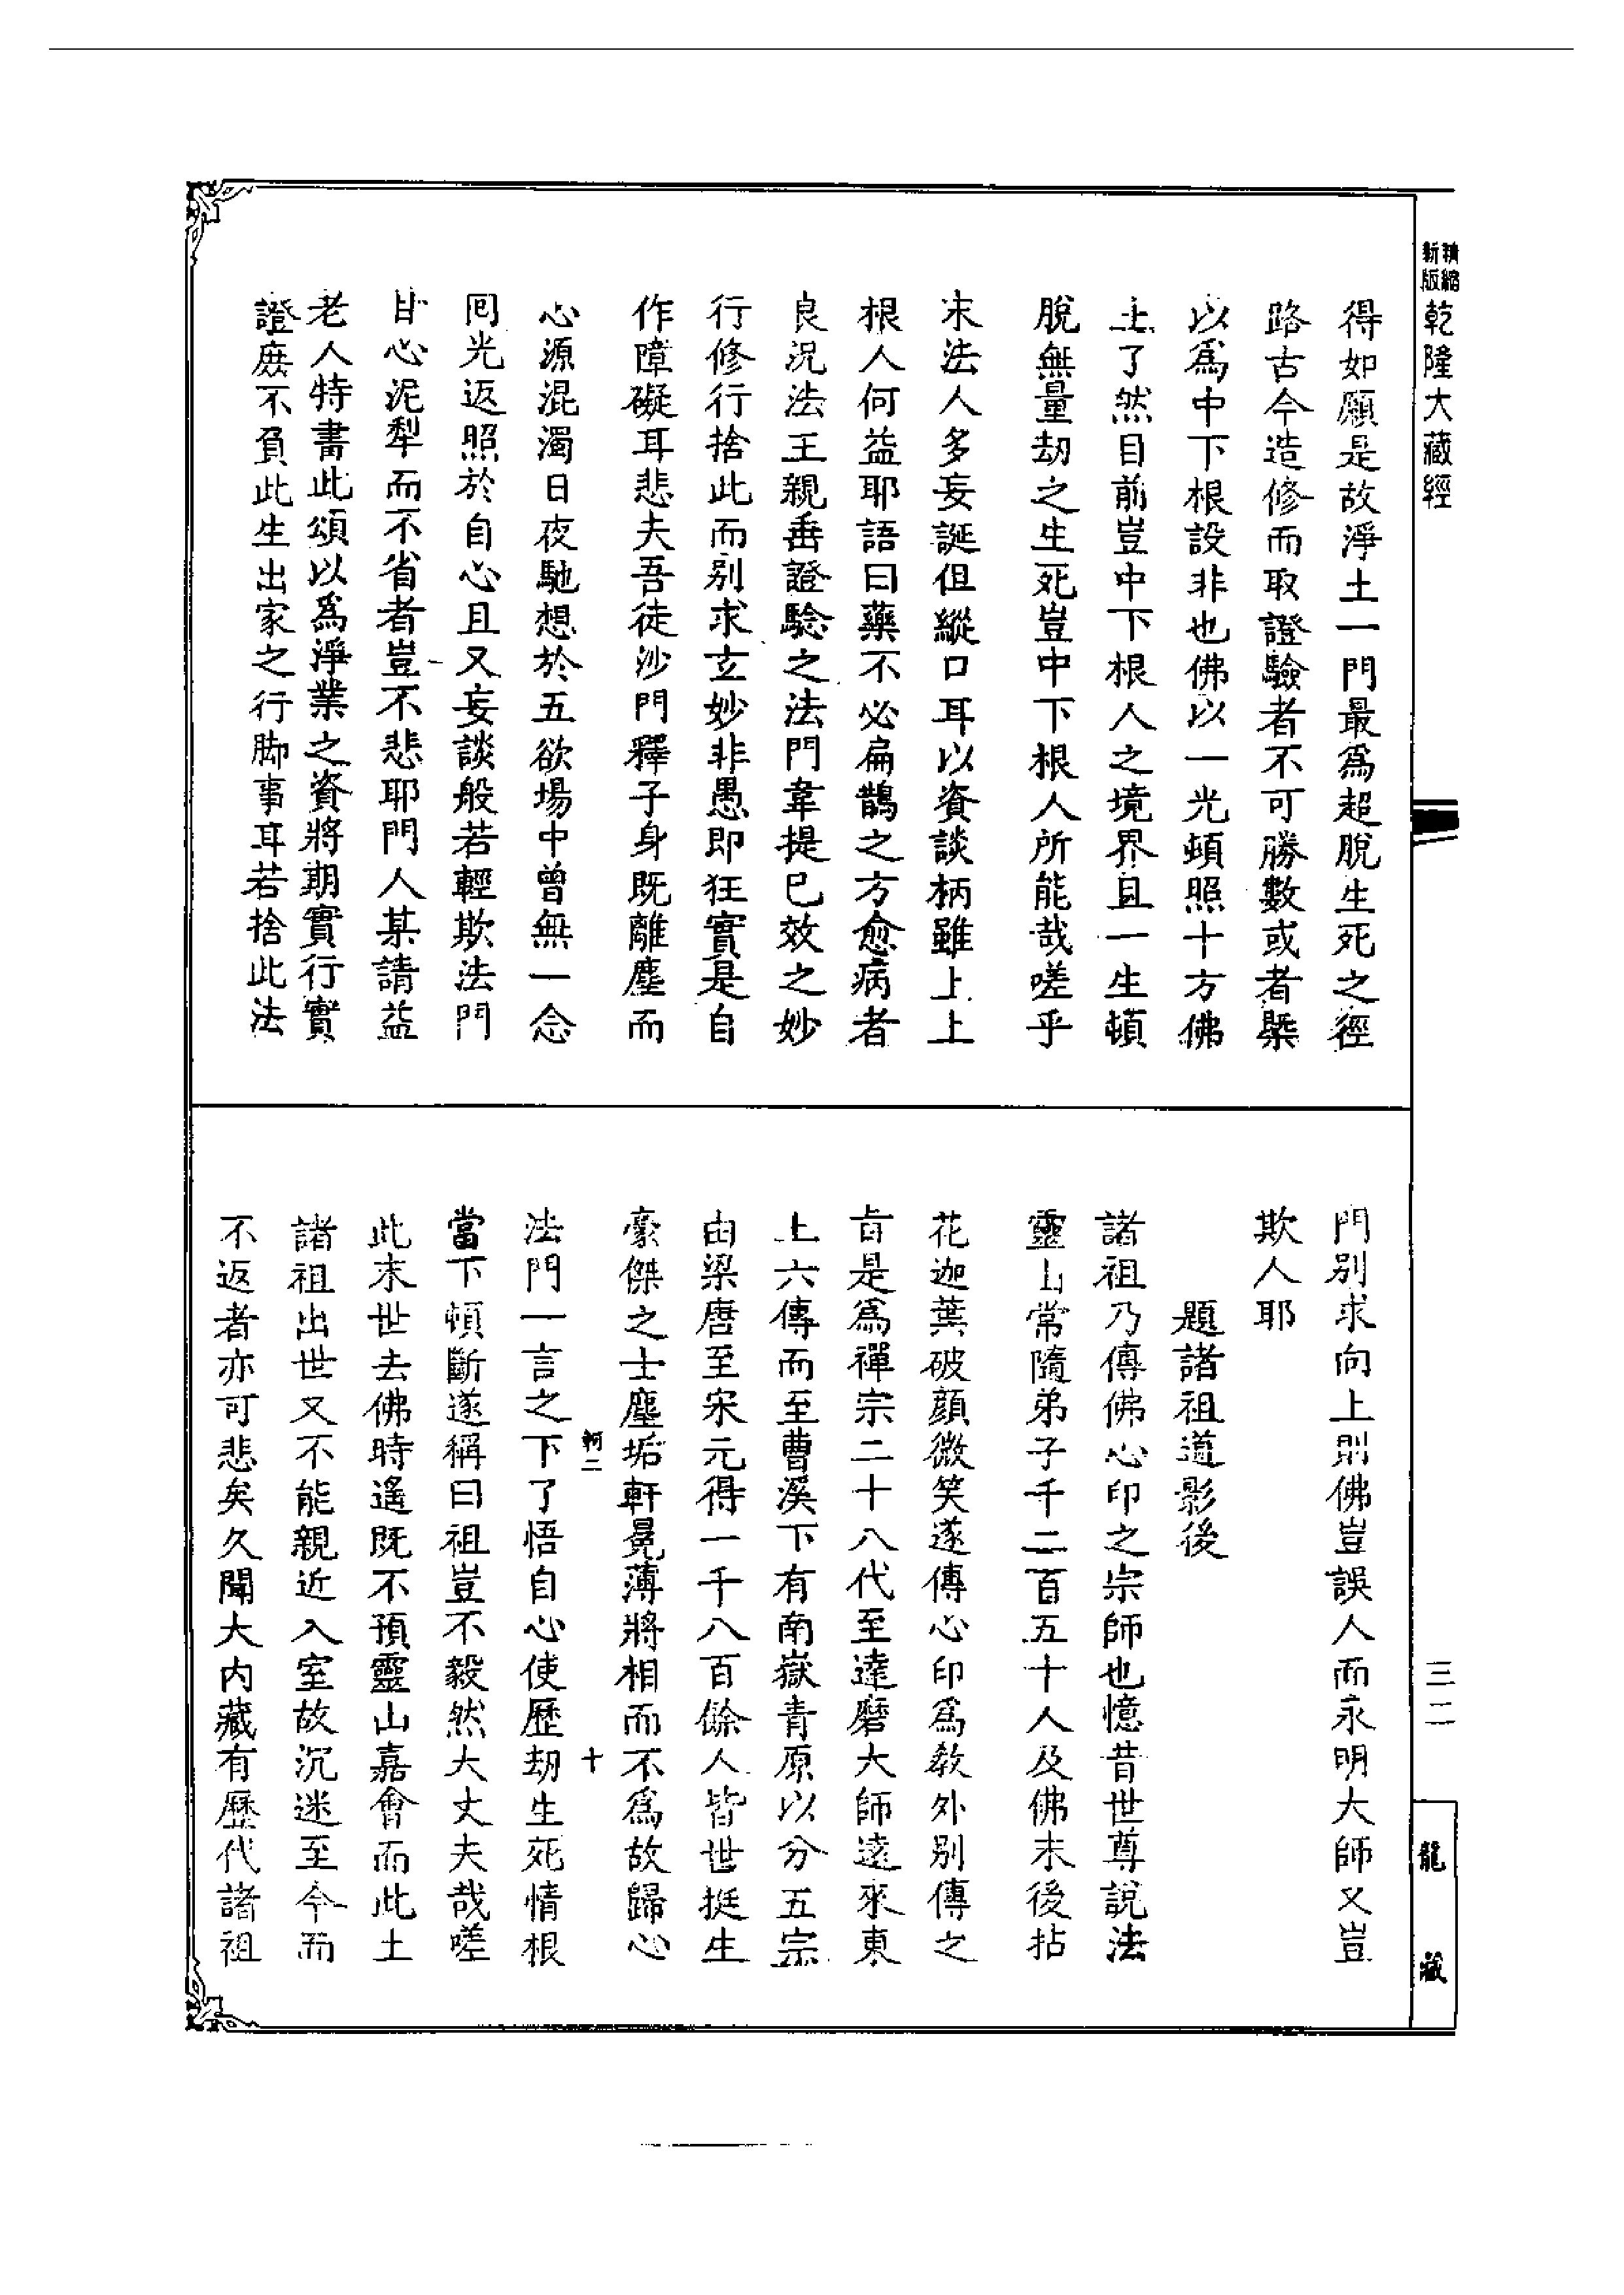 精縮新版乾隆大藏經
三二
龍藏
得如願是故淨土一門最爲超脫生死之徑
路古今造修而取證驗者不可勝數或者槩
以爲中下根設非也佛以一光頓照十方佛
土了然目前豈中下根人之境界且一生頓
脫無量劫之生死豈中下根人所能哉嗟乎
末法人多妄誕但縱口耳以資談柄雖上上
根人何益耶語曰藥不必扁鵲之方愈病者
良況法王親垂證驗之法門韋提巳效之妙
行修行捨此而別求玄妙非愚即狂實是自
作障礙耳悲夫吾徒沙門釋子身既離塵而
心源混濁日夜馳想於五欲場中曾無一念
囘光返照於自心且又妄談般若輕欺法門
甘心泥犁而不省者豈不悲耶門人某請益
老人特書此頌以爲淨業之資將期實行實
證庻不負此生出家之行脚事耳若捨此法
門別求向上則佛豈誤人而永明大師又豈
欺人耶
題諸祖道影後
諸祖乃傳佛心印之宗師也憶昔世尊說法
靈山常隨弟子千二百五十人及佛末後拈
花迦葉破顏微笑遂傳心印爲教外別傳之
㫖是爲禪宗二十八代至達磨大師遠來東
土六傳而至曹溪下有南嶽青原以分五宗
由梁唐至宋元得一千八百餘人皆世挺生
豪傑之士塵垢軒冕薄將相而不爲故歸心
軻二 十
法門一言之下了悟自心使歷劫生死情根
當下頓斷遂稱曰祖豈不毅然大丈夫哉嗟
此末世去佛時遙既不預靈山嘉會而此土
諸祖出世又不能親近入室故沉迷至今而
不返者亦可悲矣久聞大内藏有歷代諸祖